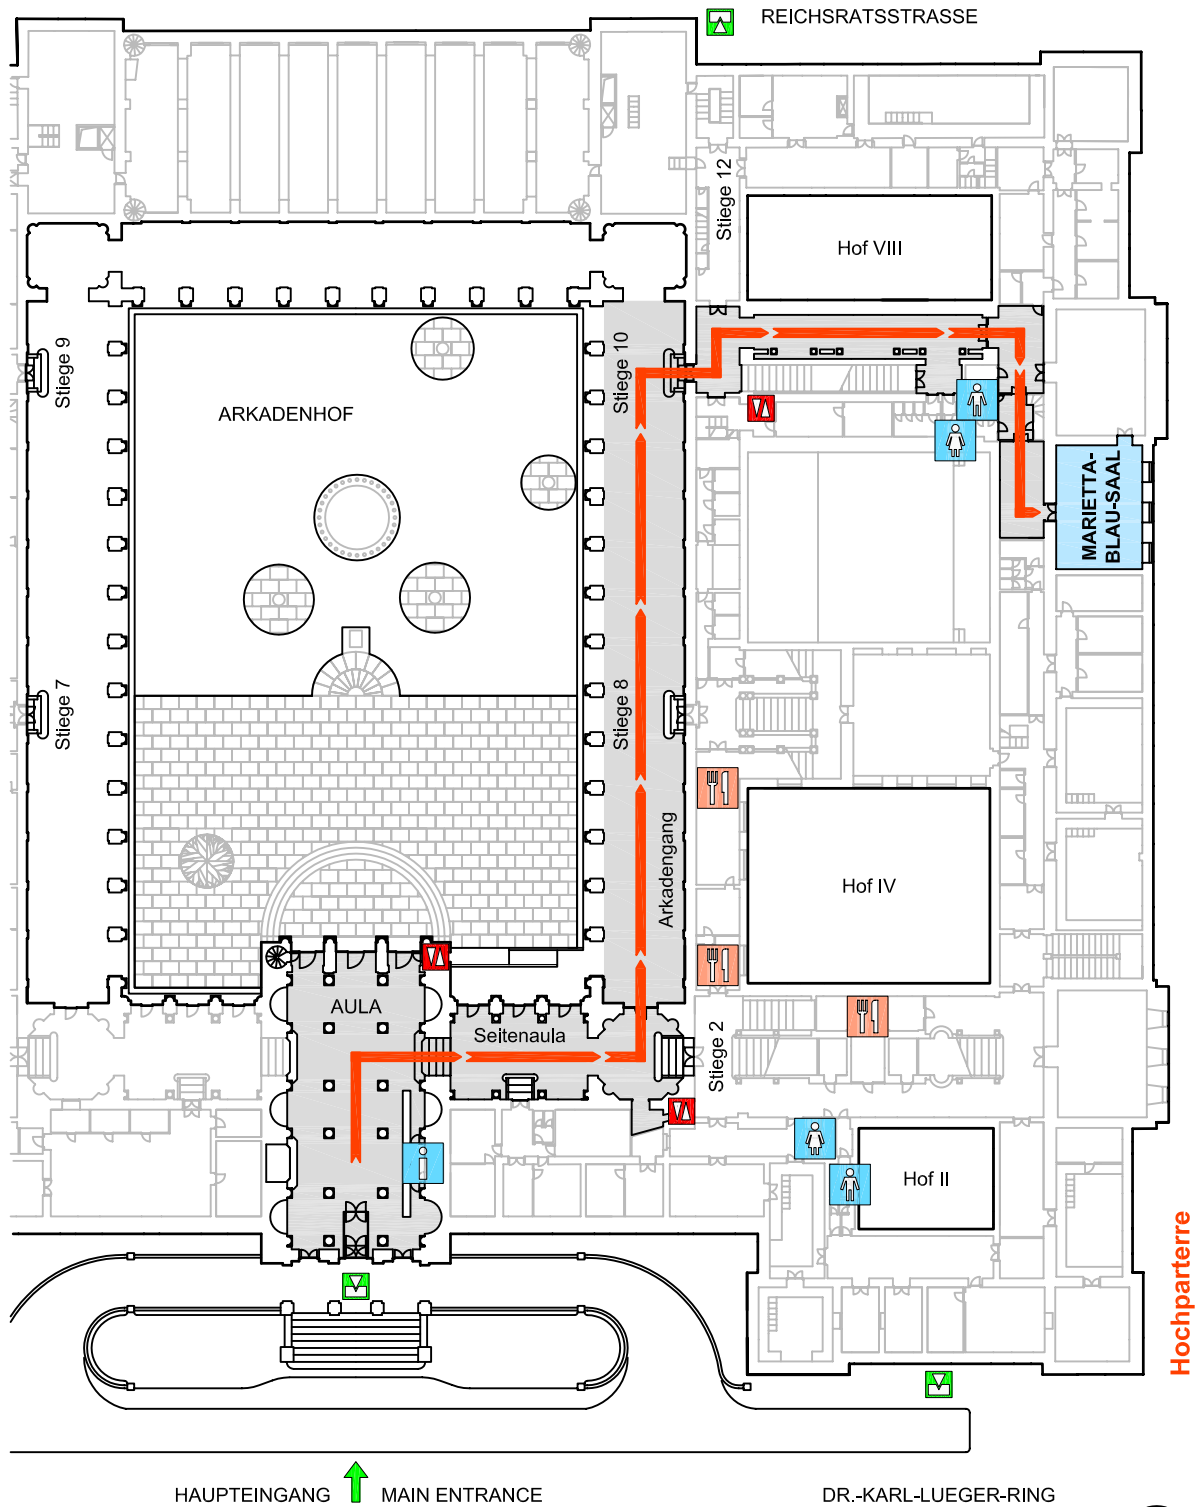 REICHSRATSSTRASSE
Stiege 12
Hof VIII
Stiege 9
Stiege 10
ARKADENHOF
MARIETTA-
BLAU-SAAL
Stiege 7
Stiege 8
Arkadengang
Hof IV
AULA
Seitenaula
Stiege 2
Hof II
Hochparterre
HAUPTEINGANG
MAIN ENTRANCE
DR.-KARL-LUEGER-RING